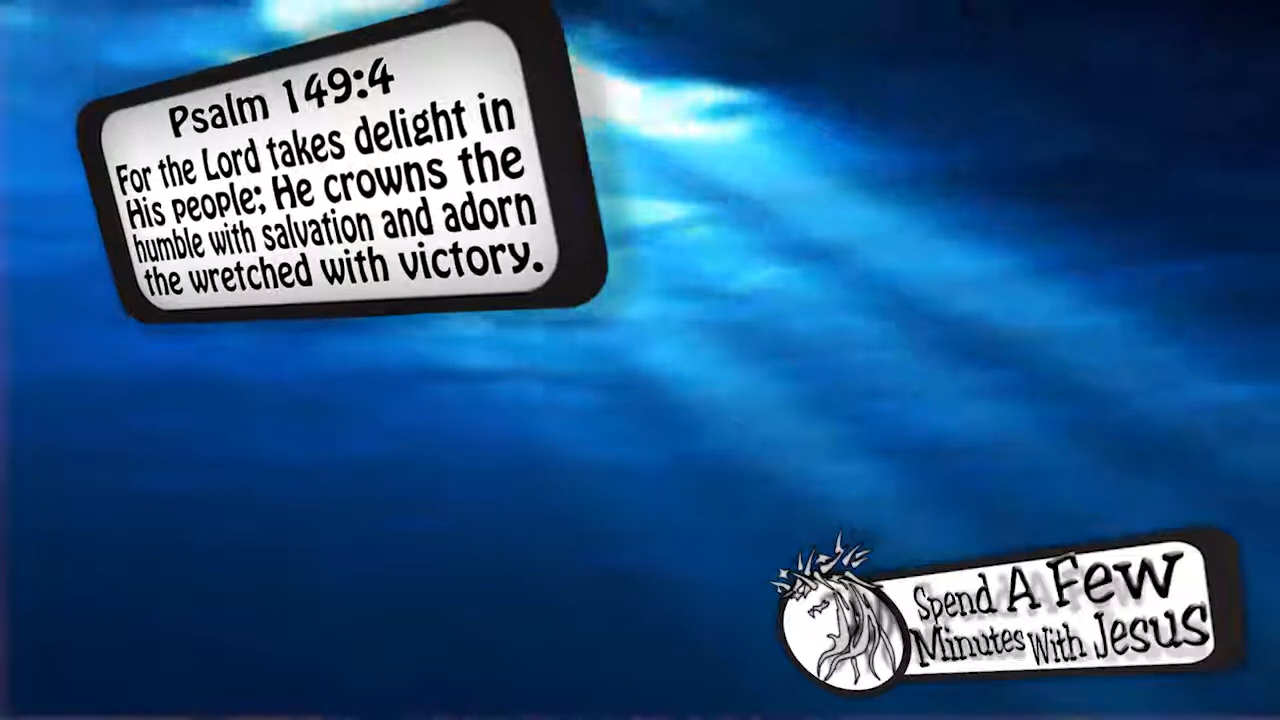 Psalm 149:4
For the Lord takes delight in
His people; He crowns the
humble with salvation and adorn
the wretched with victory.
Spend A Few
Minutes With Jesus